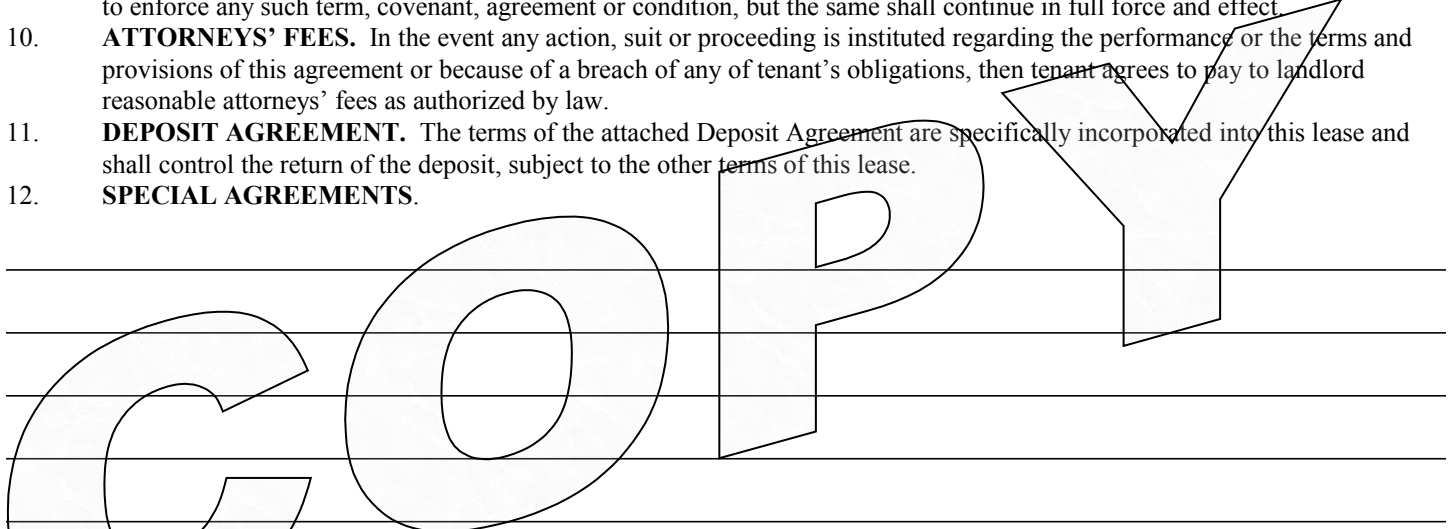 to enforce any such term, covenant, agreement or condition, but the same shall continue in full force and effect.
10. ATTORNEYS’ FEES. In the event any action, suit or proceeding is instituted regarding the performance or the terms and
provisions of this agreement or because of a breach of any of tenant’s obligations, then tenant agrees to pay to landlord
reasonable attorneys’ fees as authorized by law.
11. DEPOSIT AGREEMENT. The terms of the attached Deposit Agreement are specifically incorporated into this lease and
shall control the return of the deposit, subject to the other terms of this lease.
12. SPECIAL AGREEMENTS.
COPY